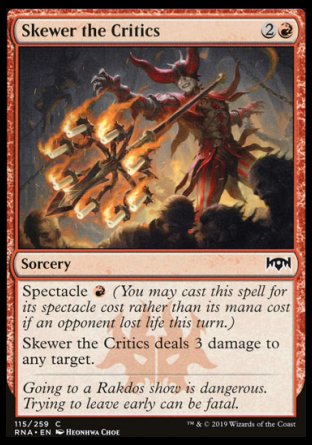 Skewer the Critics 2
Sorcery
Spectacle (You may cast this spell for
its spectacle cost rather than its mana cost
if an opponent lost life this turn.)
Skewer the Critics deals 3 damage to
any target.
Going to a Rakdos show is dangerous.
Trying to leave early can be fatal.
115/259 C
RNA • EN Heonhwa Choe
™ & © 2019 Wizards of the Coast